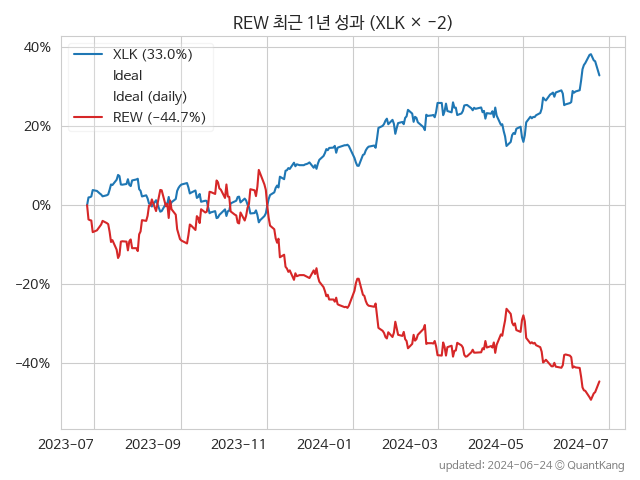 REW 최근 1년 성과 (XLK × −2)
XLK (33.0%)
Ideal
Ideal (daily)
REW (−44.7%)
40%
20%
0%
−20%
−40%
2023-07 2023-09 2023-11 2024-01 2024-03 2024-05 2024-07
updated: 2024-06-24 © QuantKang